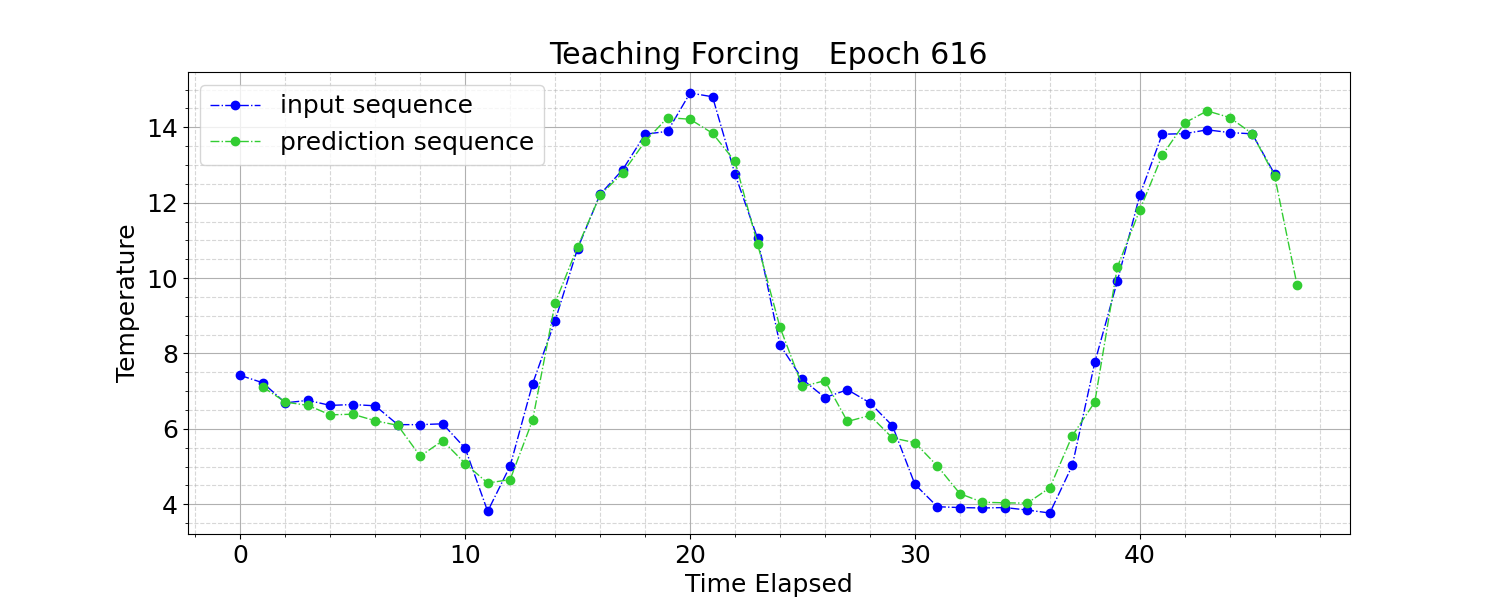 Teaching Forcing   Epoch 616
input sequence
prediction sequence
14
12
10
8
6
4
Temperature
0 10 20 30 40
Time Elapsed